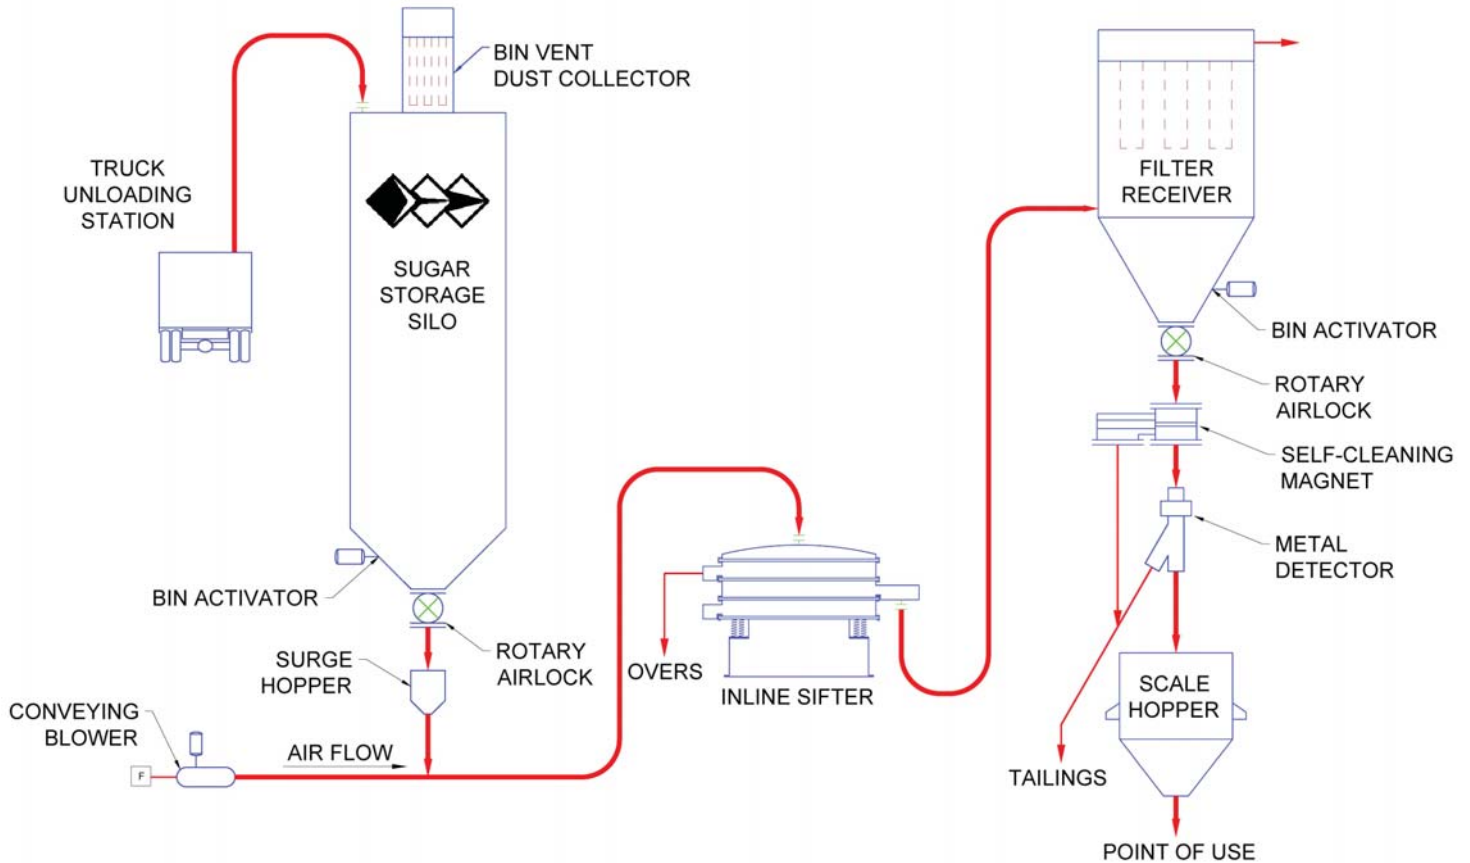 BIN VENT
DUST COLLECTOR
TRUCK
UNLOADING
STATION
SUGAR
STORAGE
SILO
FILTER
RECEIVER
BIN ACTIVATOR
ROTARY
AIRLOCK
SELF-CLEANING
MAGNET
METAL
DETECTOR
BIN ACTIVATOR
ROTARY
AIRLOCK
SURGE
HOPPER
OVERS
INLINE SIFTER
SCALE
HOPPER
CONVEYING
BLOWER
AIR FLOW
F
TAILINGS
POINT OF USE